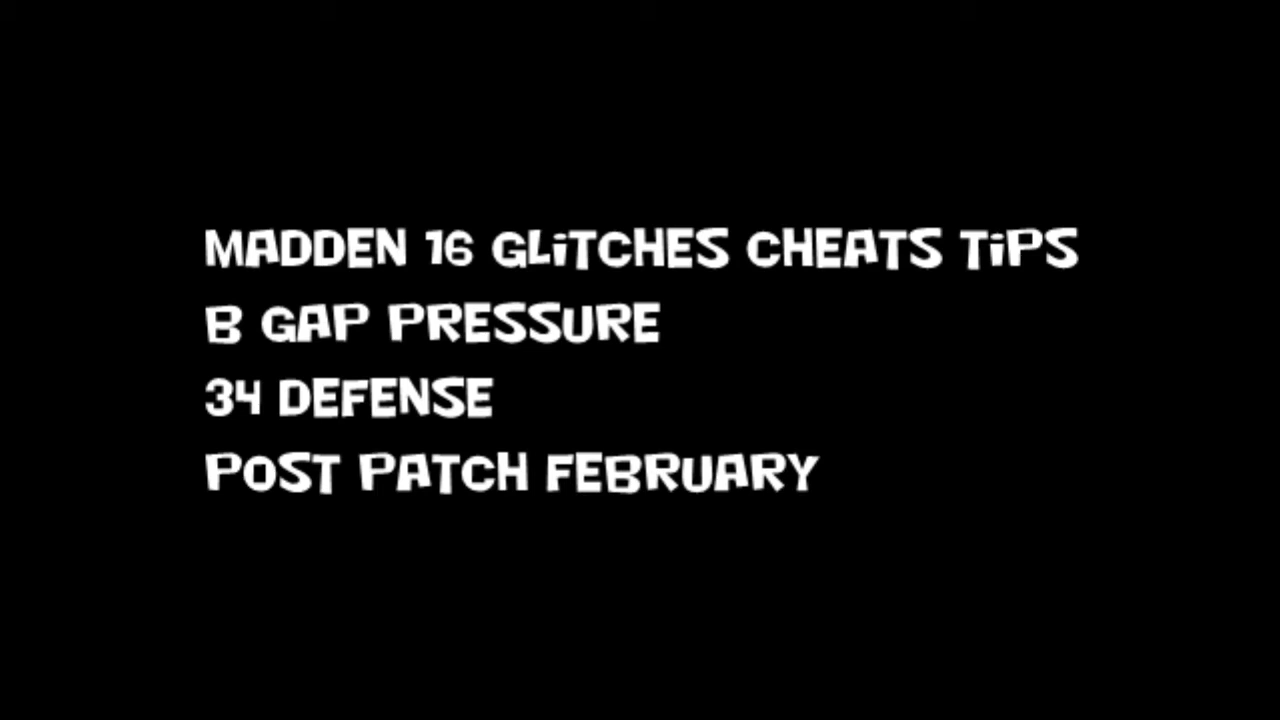 MADDEN 16 GLiTCHES CHEATS TiPS
B GAP PRESSURE
34 DEFENSE
POST PATCH FEBRUARY